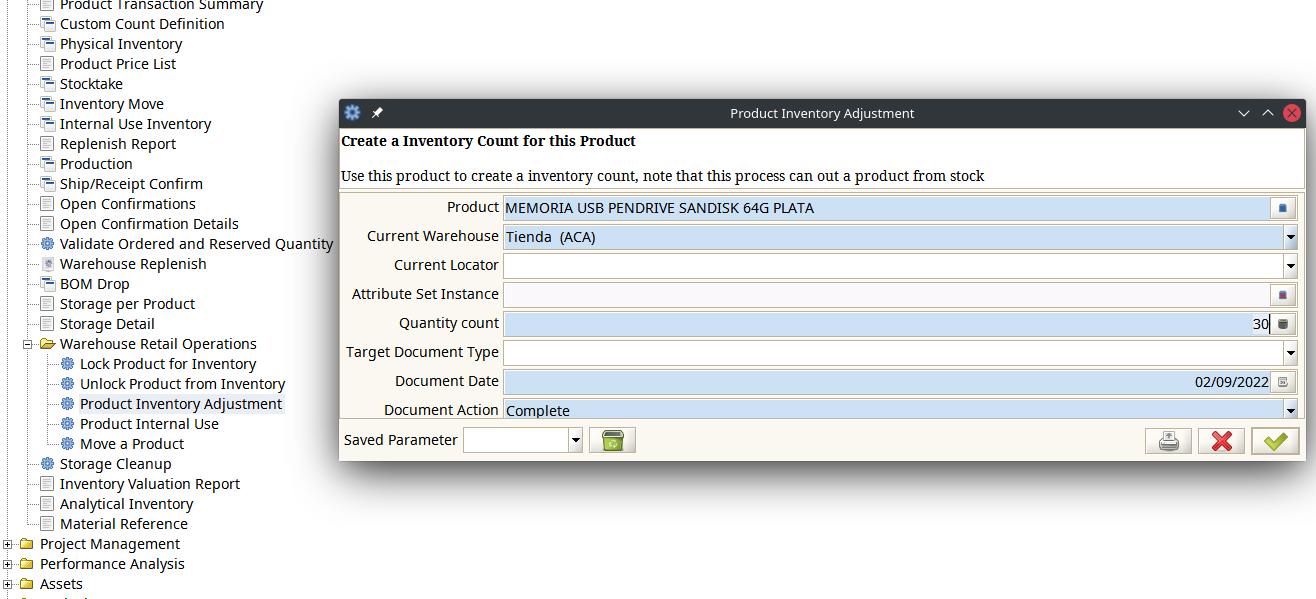 Product Transaction Summary
Custom Count Definition
Physical Inventory
Product Price List
Stocktake
Inventory Move
Internal Use Inventory
Replenish Report
Production
Ship/Receipt Confirm
Open Confirmations
Open Confirmation Details
Validate Ordered and Reserved Quantity
Warehouse Replenish
BOM Drop
Storage per Product
Storage Detail
Warehouse Retail Operations
Lock Product for Inventory
Unlock Product from Inventory
Product Inventory Adjustment
Product Internal Use
Move a Product
Storage Cleanup
Inventory Valuation Report
Analytical Inventory
Material Reference
Project Management
Performance Analysis
Assets
Product Inventory Adjustment
Create a Inventory Count for this Product
Use this product to create a inventory count, note that this process can out a product from stock
Product MEMORIA USB PENDRIVE SANDISK 64G PLATA
Current Warehouse Tienda (ACA)
Current Locator
Attribute Set Instance
Quantity count 30
Target Document Type
Document Date 02/09/2022
Document Action Complete
Saved Parameter